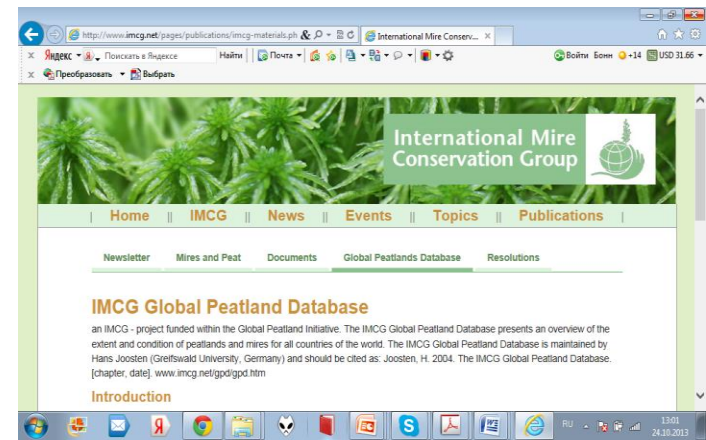 http://www.imcg.net/pages/publications/imcg-materials.ph
International Mire Conserv...
Яндекс
Поискать в Яндексе
Найти
Почта
Войти Бонн +14 USD 31.66
Преобразовать
Выбрать
International Mire
Conservation Group
| Home || IMCG || News || Events || Topics || Publications |
Newsletter Mires and Peat Documents Global Peatlands Database Resolutions
IMCG Global Peatland Database
an IMCG - project funded within the Global Peatland Initiative. The IMCG Global Peatland Database presents an overview of the
extent and condition of peatlands and mires for all countries of the world. The IMCG Global Peatland Database is maintained by
Hans Joosten (Greifswald University, Germany) and should be cited as: Joosten, H. 2004. The IMCG Global Peatland Database.
[chapter, date]. www.imcg.net/gpd/gpd.htm
Introduction
RU
13:01
24.10.2013